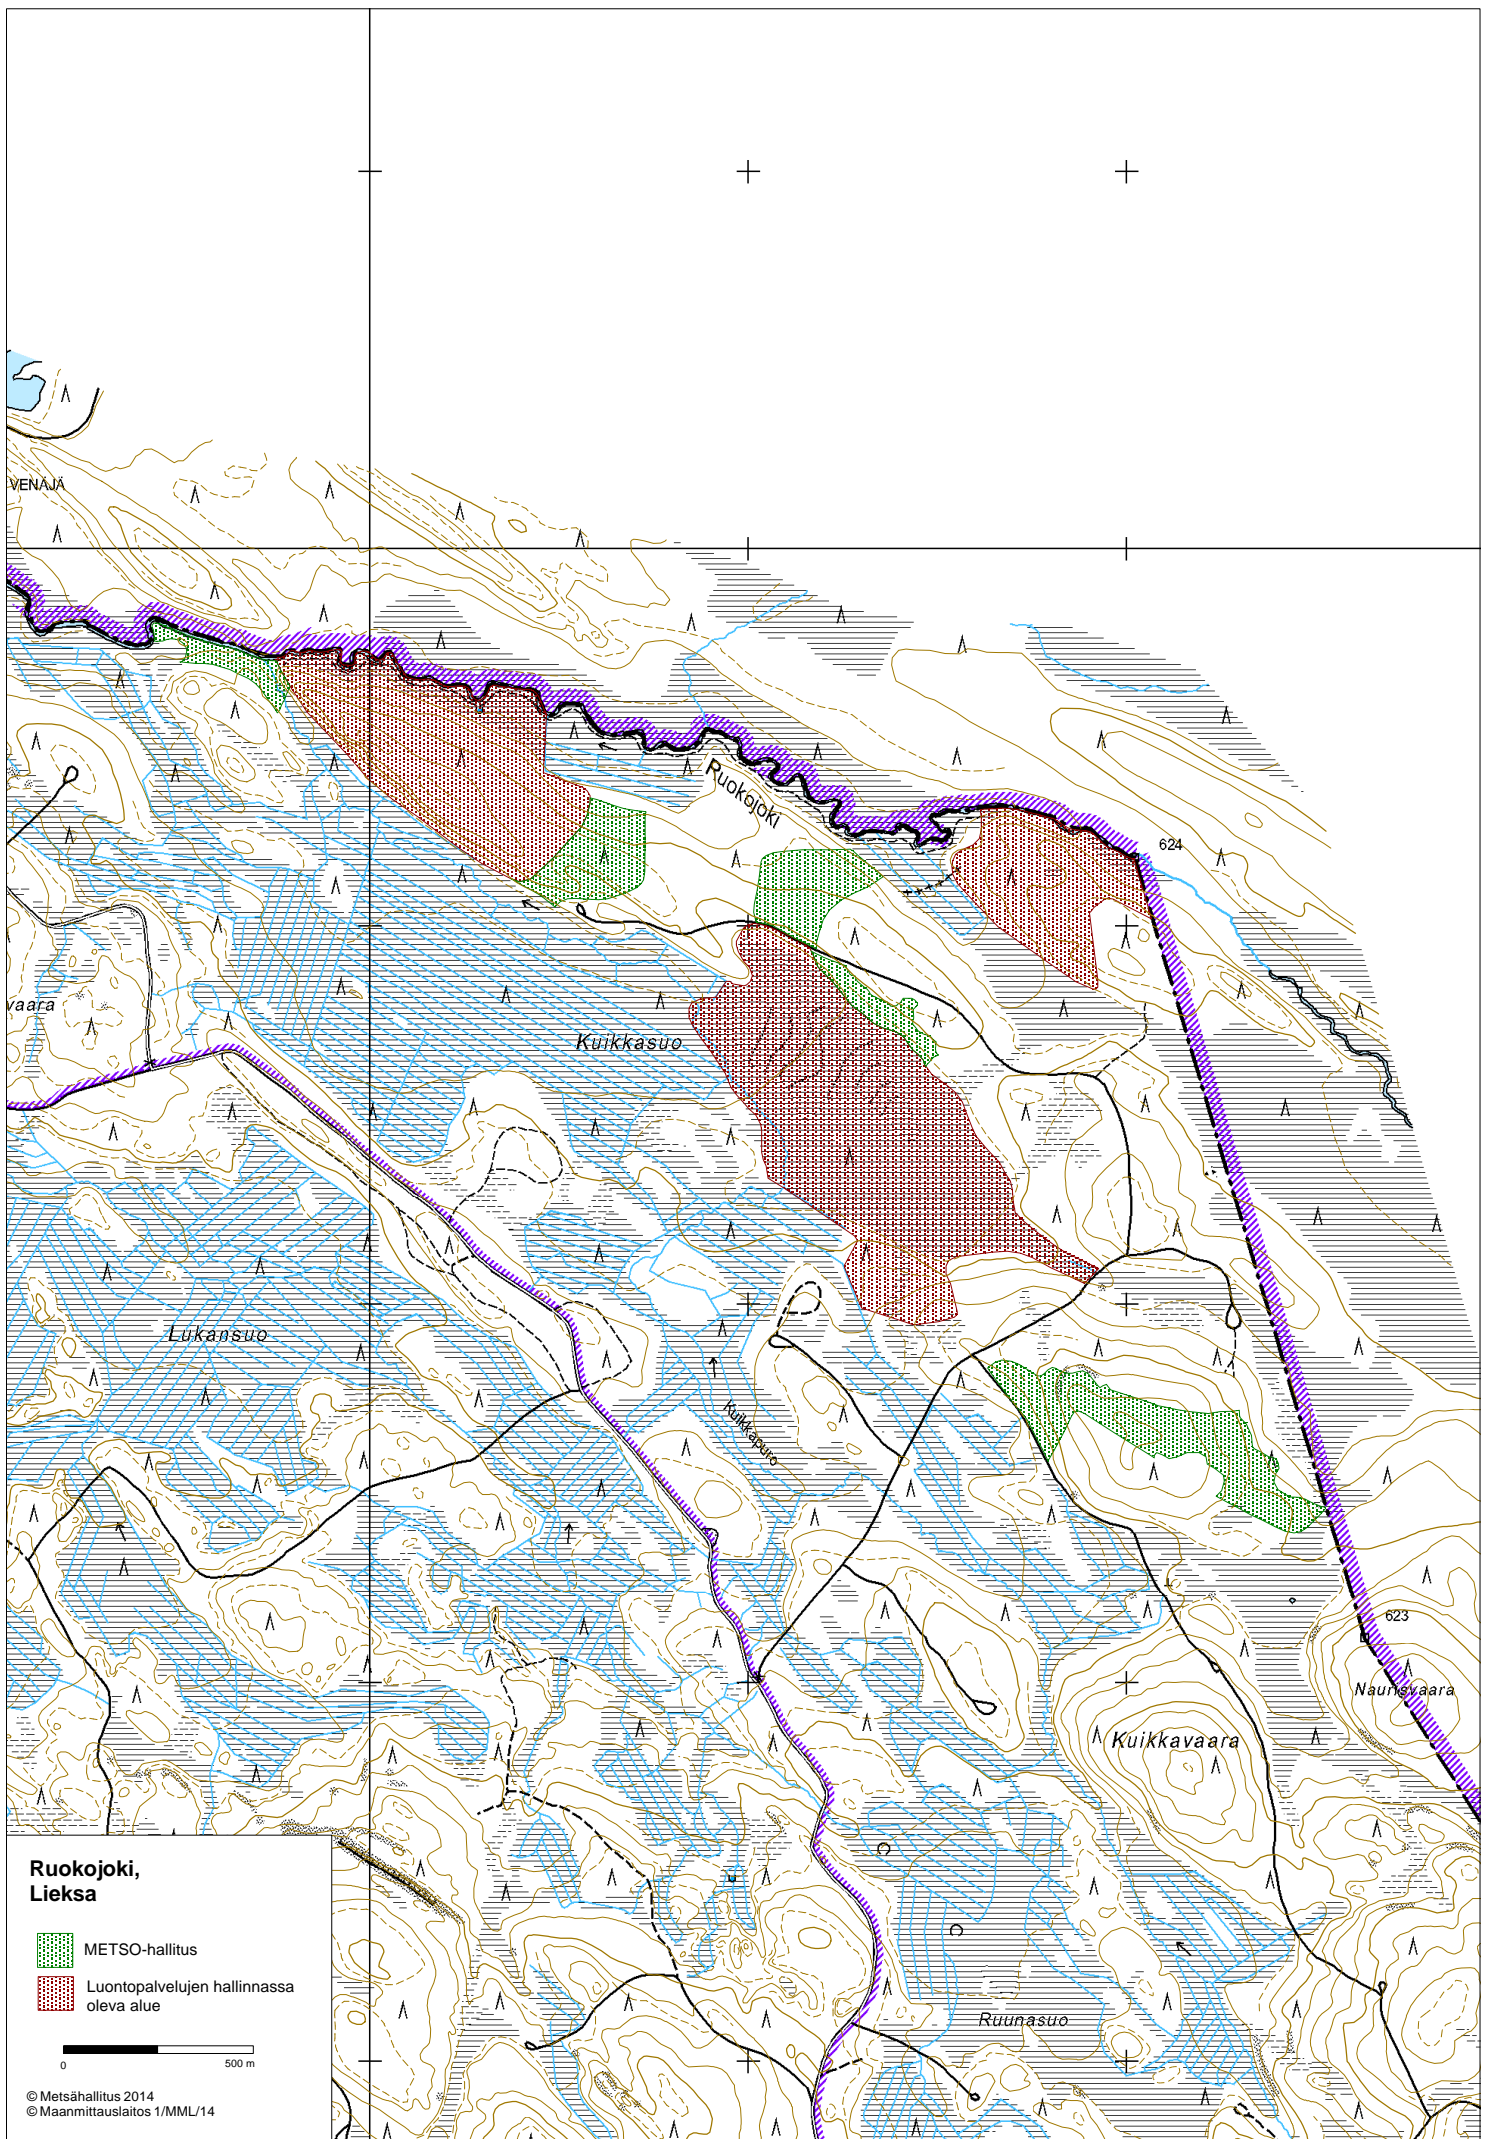 VENÄJÄ
Ruokojoki
624
vaara
Kuikkasuo
Lukansuo
Kuikkapuro
623
Naurisvaara
Kuikkavaara
Ruunasuo
Ruokojoki,
Lieksa
METSO-hallitus
Luontopalvelujen hallinnassa
oleva alue
0 500 m
© Metsähallitus 2014
© Maanmittauslaitos 1/MML/14